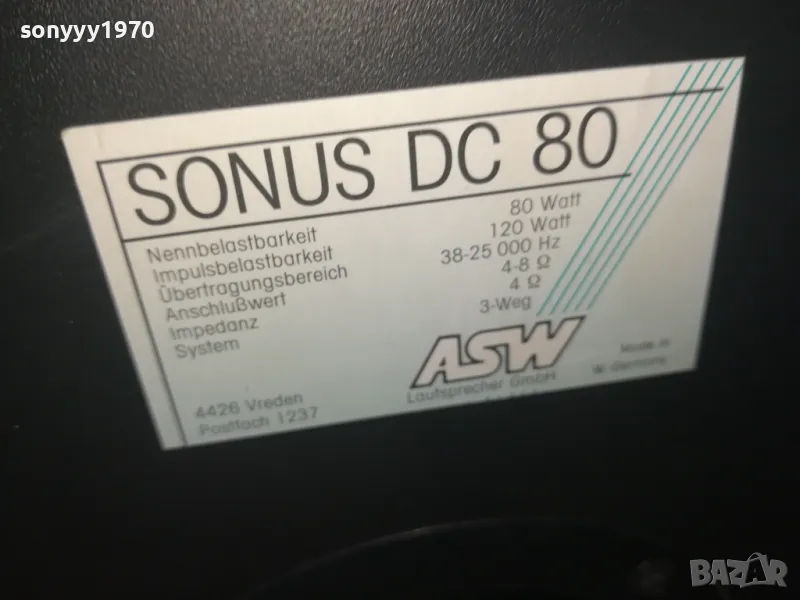 sonyyy1970
SONUS DC 80
Nennbelastbarkeit 80 Watt
Impulsbelastbarkeit 120 Watt
Übertragungsbereich 38-25 000 Hz
Anschlußwert 4-8 Ω
Impedanz 4 Ω
System 3-Weg
ASW
Lautsprecher GmbH
Made in
W.-Germany
4426 Vreden
Postfach 1237
BAZAR